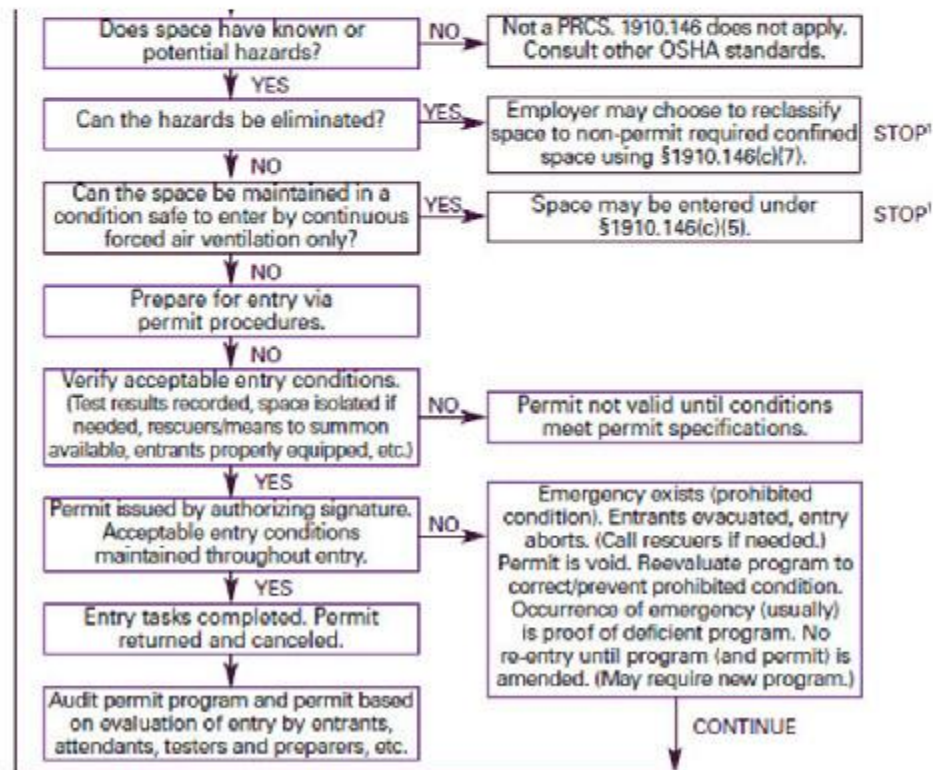 Does space have known or
potential hazards?
NO
Not a PRCS. 1910.146 does not apply.
Consult other OSHA standards.
YES
Can the hazards be eliminated?
YES
Employer may choose to reclassify
space to non-permit required confined
space using §1910.146(c)(7).
STOP¹
NO
Can the space be maintained in a
condition safe to enter by continuous
forced air ventilation only?
YES
Space may be entered under
§1910.146(c)(5).
STOP¹
NO
Prepare for entry via
permit procedures.
NO
Verify acceptable entry conditions.
(Test results recorded, space isolated if
needed, rescuers/means to summon
available, entrants properly equipped, etc.)
NO
Permit not valid until conditions
meet permit specifications.
YES
Permit issued by authorizing signature.
Acceptable entry conditions
maintained throughout entry.
NO
Emergency exists (prohibited
condition). Entrants evacuated, entry
aborts. (Call rescuers if needed.)
Permit is void. Reevaluate program to
correct/prevent prohibited condition.
Occurrence of emergency (usually)
is proof of deficient program. No
re-entry until program (and permit) is
amended. (May require new program.)
YES
Entry tasks completed. Permit
returned and canceled.
Audit permit program and permit based
on evaluation of entry by entrants,
attendants, testers and preparers, etc.
CONTINUE